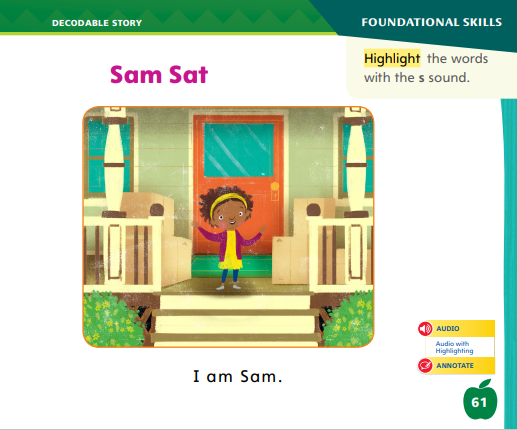 DECODABLE STORY
FOUNDATIONAL SKILLS
Highlight the words
with the s sound.
Sam Sat
I am Sam.
AUDIO
Audio with
Highlighting
ANNOTATE
61